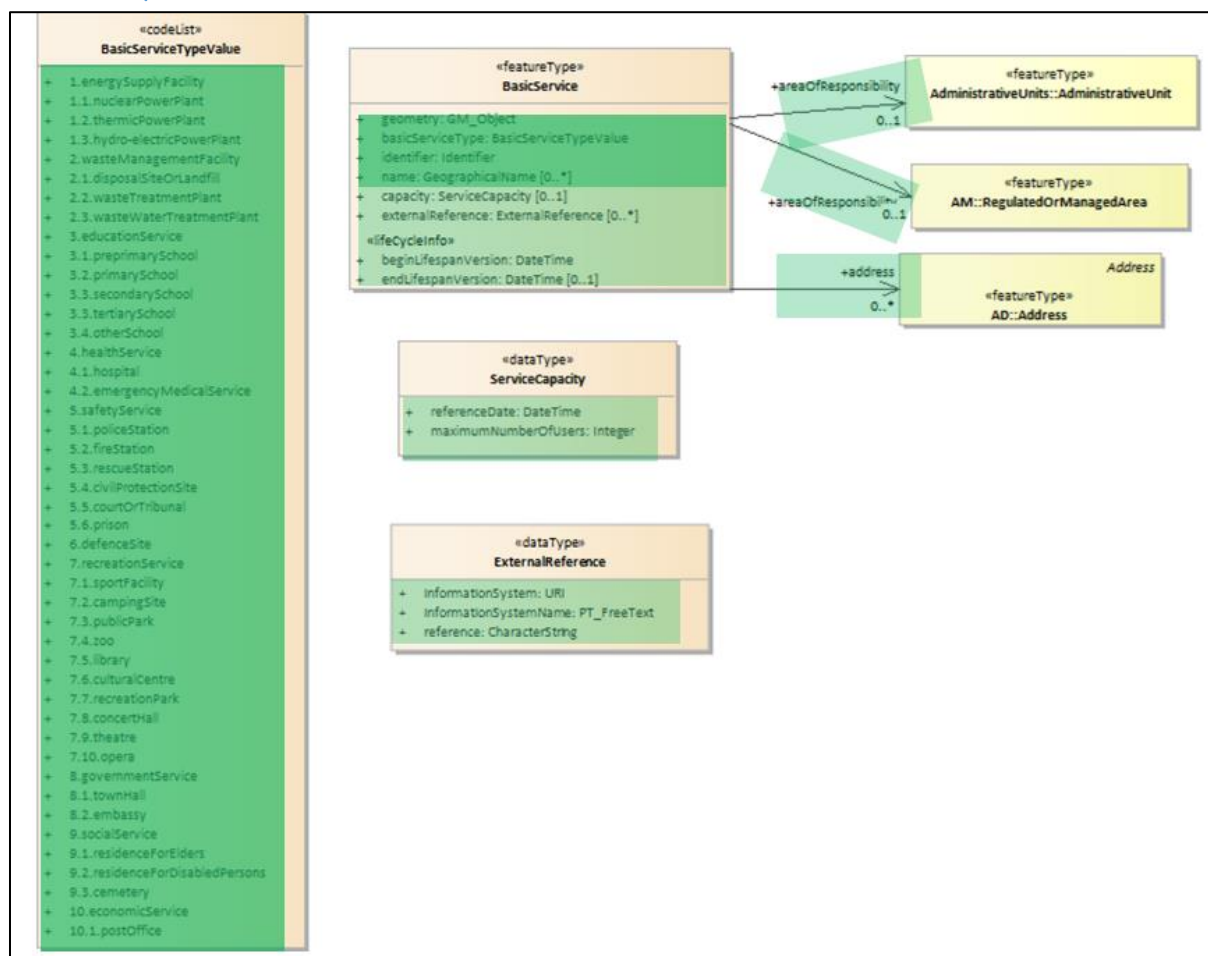 «codeList»
BasicServiceTypeValue
+ 1.energySupplyFacility
+ 1.1.nuclearPowerPlant
+ 1.2.thermicPowerPlant
+ 1.3.hydro-electricPowerPlant
+ 2.wasteManagementFacility
+ 2.1.disposalSiteOrLandfill
+ 2.2.wasteTreatmentPlant
+ 2.3.wasteWaterTreatmentPlant
+ 3.educationService
+ 3.1.preprimarySchool
+ 3.2.primarySchool
+ 3.3.secondarySchool
+ 3.3.tertiarySchool
+ 3.4.otherSchool
+ 4.healthService
+ 4.1.hospital
+ 4.2.emergencyMedicalService
+ 5.safetyService
+ 5.1.policeStation
+ 5.2.fireStation
+ 5.3.rescueStation
+ 5.4.civilProtectionSite
+ 5.5.courtOrTribunal
+ 5.6.prison
+ 6.defenceSite
+ 7.recreationService
+ 7.1.sportFacility
+ 7.2.campingSite
+ 7.3.publicPark
+ 7.4.zoo
+ 7.5.library
+ 7.6.culturalCentre
+ 7.7.recreationPark
+ 7.8.concertHall
+ 7.9.theatre
+ 7.10.opera
+ 8.governmentService
+ 8.1.townHall
+ 8.2.embassy
+ 9.socialService
+ 9.1.residenceForElders
+ 9.2.residenceForDisabledPersons
+ 9.3.cemetery
+ 10.economicService
+ 10.1.postOffice
«featureType»
BasicService
+ geometry: GM_Object
+ basicServiceType: BasicServiceTypeValue
+ identifier: Identifier
+ name: GeographicalName [0..*]
+ capacity: ServiceCapacity [0..1]
+ externalReference: ExternalReference [0..*]
«lifeCycleInfo»
+ beginLifespanVersion: DateTime
+ endLifespanVersion: DateTime [0..1]
+areaOfResponsibility
0..1
«featureType»
AdministrativeUnits::AdministrativeUnit
+areaOfResponsibility
0..1
«featureType»
AM::RegulatedOrManagedArea
+address
0..*
Address
«featureType»
AD::Address
«dataType»
ServiceCapacity
+ referenceDate: DateTime
+ maximumNumberOfUsers: Integer
«dataType»
ExternalReference
+ InformationSystem: URI
+ InformationSystemName: PT_FreeText
+ reference: CharacterString